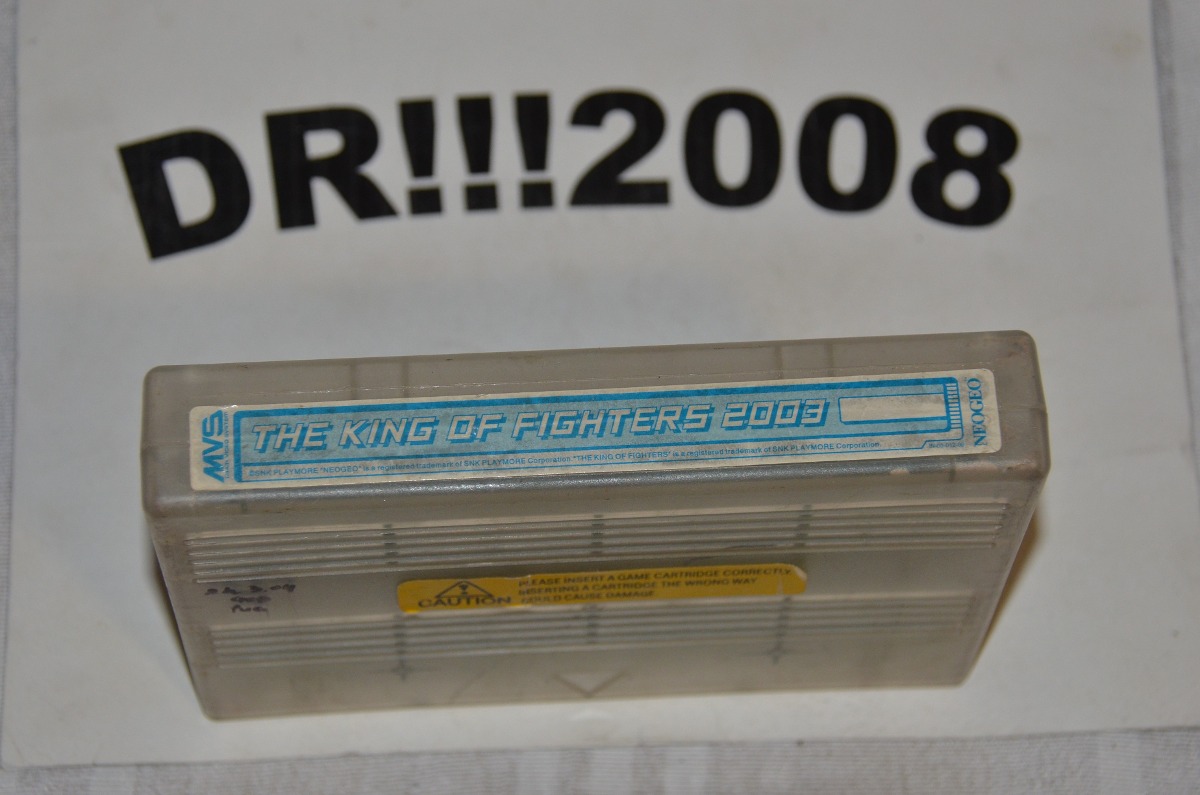 DR!!!2008
MVS
THE KING OF FIGHTERS 2003
©SNK PLAYMORE "NEOGEO" is a registered trademark of SNK PLAYMORE Corporation. "THE KING OF FIGHTERS" is a registered trademark of SNK PLAYMORE Corporation.
NEOGEO
CAUTION
PLEASE INSERT A GAME CARTRIDGE CORRECTLY
INSERTING A CARTRIDGE THE WRONG WAY
COULD CAUSE DAMAGE